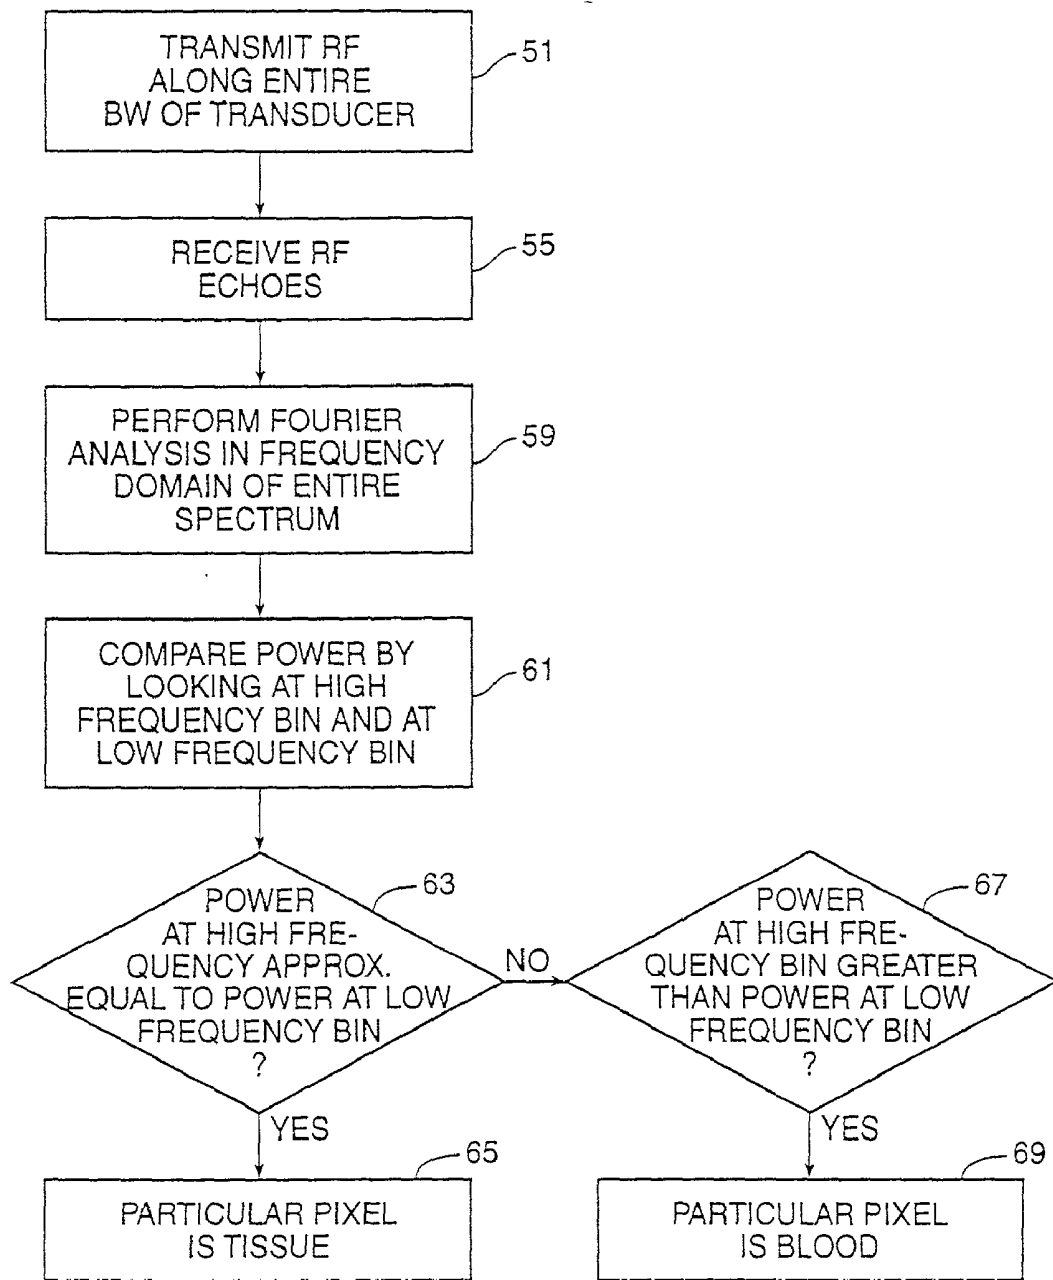 TRANSMIT RF
ALONG ENTIRE
BW OF TRANSDUCER
51
RECEIVE RF
ECHOES
55
PERFORM FOURIER
ANALYSIS IN FREQUENCY
DOMAIN OF ENTIRE
SPECTRUM
59
COMPARE POWER BY
LOOKING AT HIGH
FREQUENCY BIN AND AT
LOW FREQUENCY BIN
61
POWER
AT HIGH FRE-
QUENCY APPROX.
EQUAL TO POWER AT LOW
FREQUENCY BIN
?
63
NO
POWER
AT HIGH FRE-
QUENCY BIN GREATER
THAN POWER AT LOW
FREQUENCY BIN
?
67
YES
YES
PARTICULAR PIXEL
IS TISSUE
65
PARTICULAR PIXEL
IS BLOOD
69